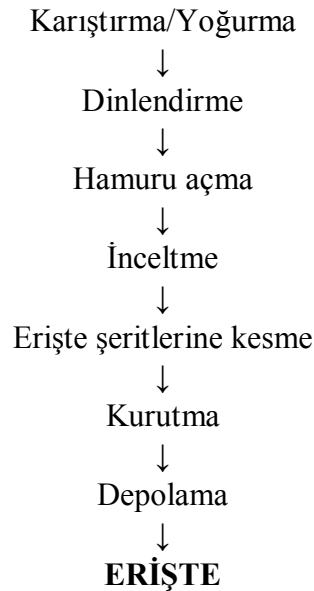 Karıştırma/Yoğurma
↓
Dinlendirme
↓
Hamuru açma
↓
İnceltme
↓
Erişte şeritlerine kesme
↓
Kurutma
↓
Depolama
↓
ERİŞTE